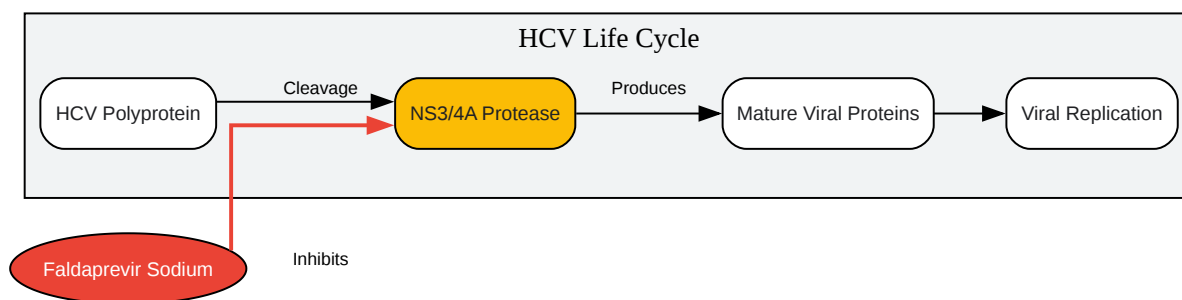 HCV Life Cycle
Cleavage
Produces
HCV Polyprotein
NS3/4A Protease
Mature Viral Proteins
Viral Replication
Faldaprevir Sodium
Inhibits